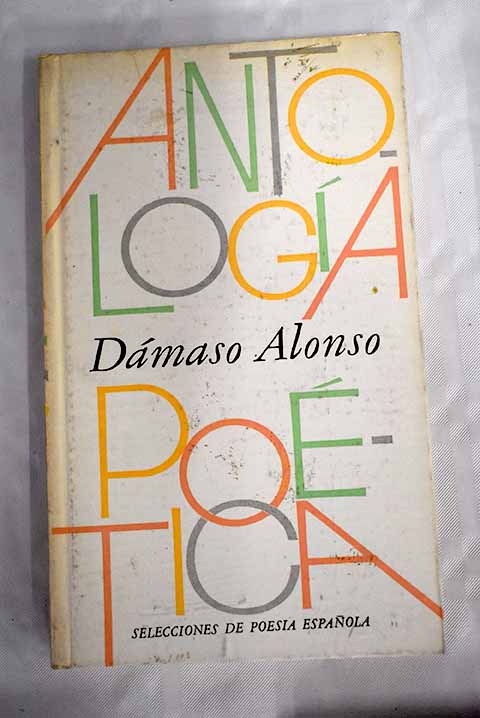 ANTO-
LOGÍA
Dámaso Alonso
POÉ-
TICA
SELECCIONES DE POESIA ESPAÑOLA